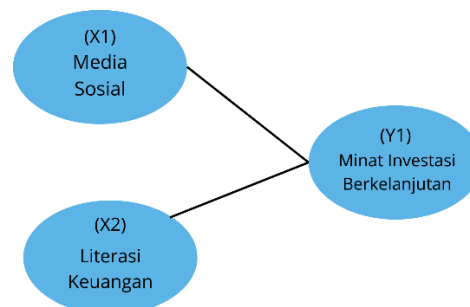 (X1)
Media
Sosial
(Y1)
Minat Investasi
Berkelanjutan
(X2)
Literasi
Keuangan